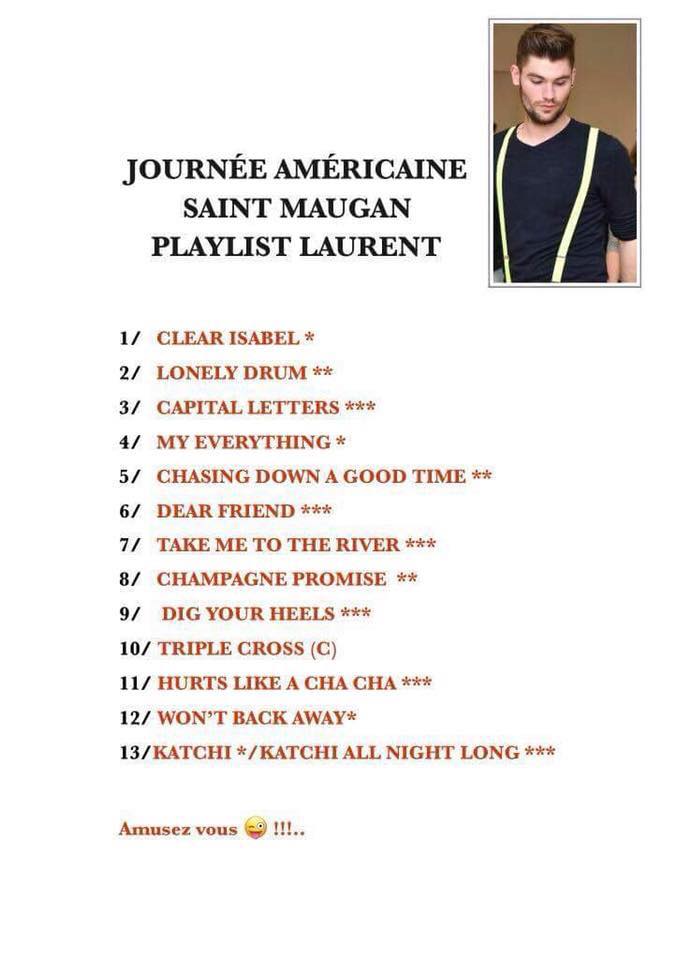 JOURNÉE AMÉRICAINE
SAINT MAUGAN
PLAYLIST LAURENT
1/ CLEAR ISABEL *
2/ LONELY DRUM **
3/ CAPITAL LETTERS ***
4/ MY EVERYTHING *
5/ CHASING DOWN A GOOD TIME **
6/ DEAR FRIEND ***
7/ TAKE ME TO THE RIVER ***
8/ CHAMPAGNE PROMISE **
9/ DIG YOUR HEELS ***
10/ TRIPLE CROSS (C)
11/ HURTS LIKE A CHA CHA ***
12/ WON’T BACK AWAY*
13/KATCHI */KATCHI ALL NIGHT LONG ***
Amusez vous 😜 !!!..